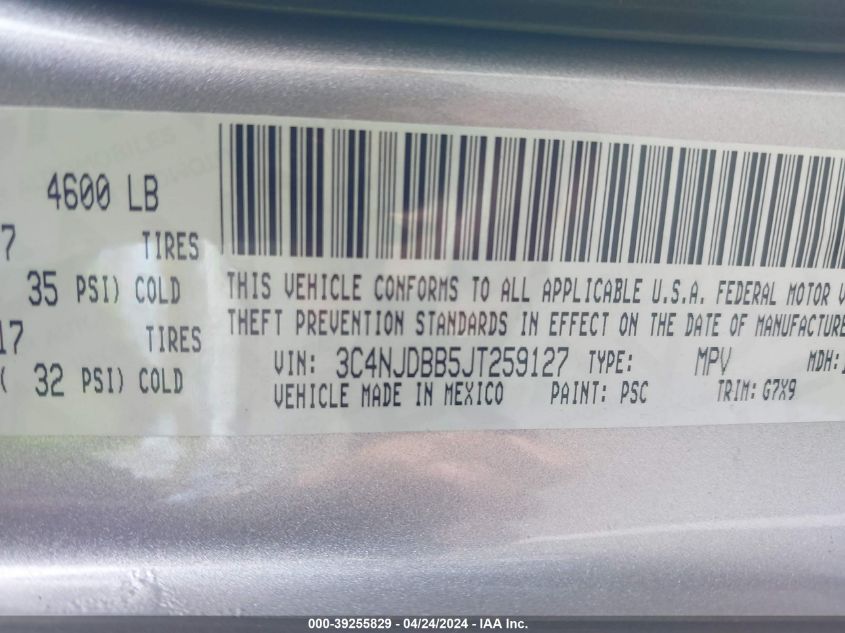 4600 LB
7 TIRES
35 PSI) COLD
17 TIRES
( 32 PSI) COLD
THIS VEHICLE CONFORMS TO ALL APPLICABLE U.S.A. FEDERAL MOTOR V
THEFT PREVENTION STANDARDS IN EFFECT ON THE DATE OF MANUFACTURE
VIN: 3C4NJDBB5JT259127 TYPE: MPV MDH:
VEHICLE MADE IN MEXICO PAINT: PSC TRIM: G7X9
000-39255829 - 04/24/2024 - IAA Inc.